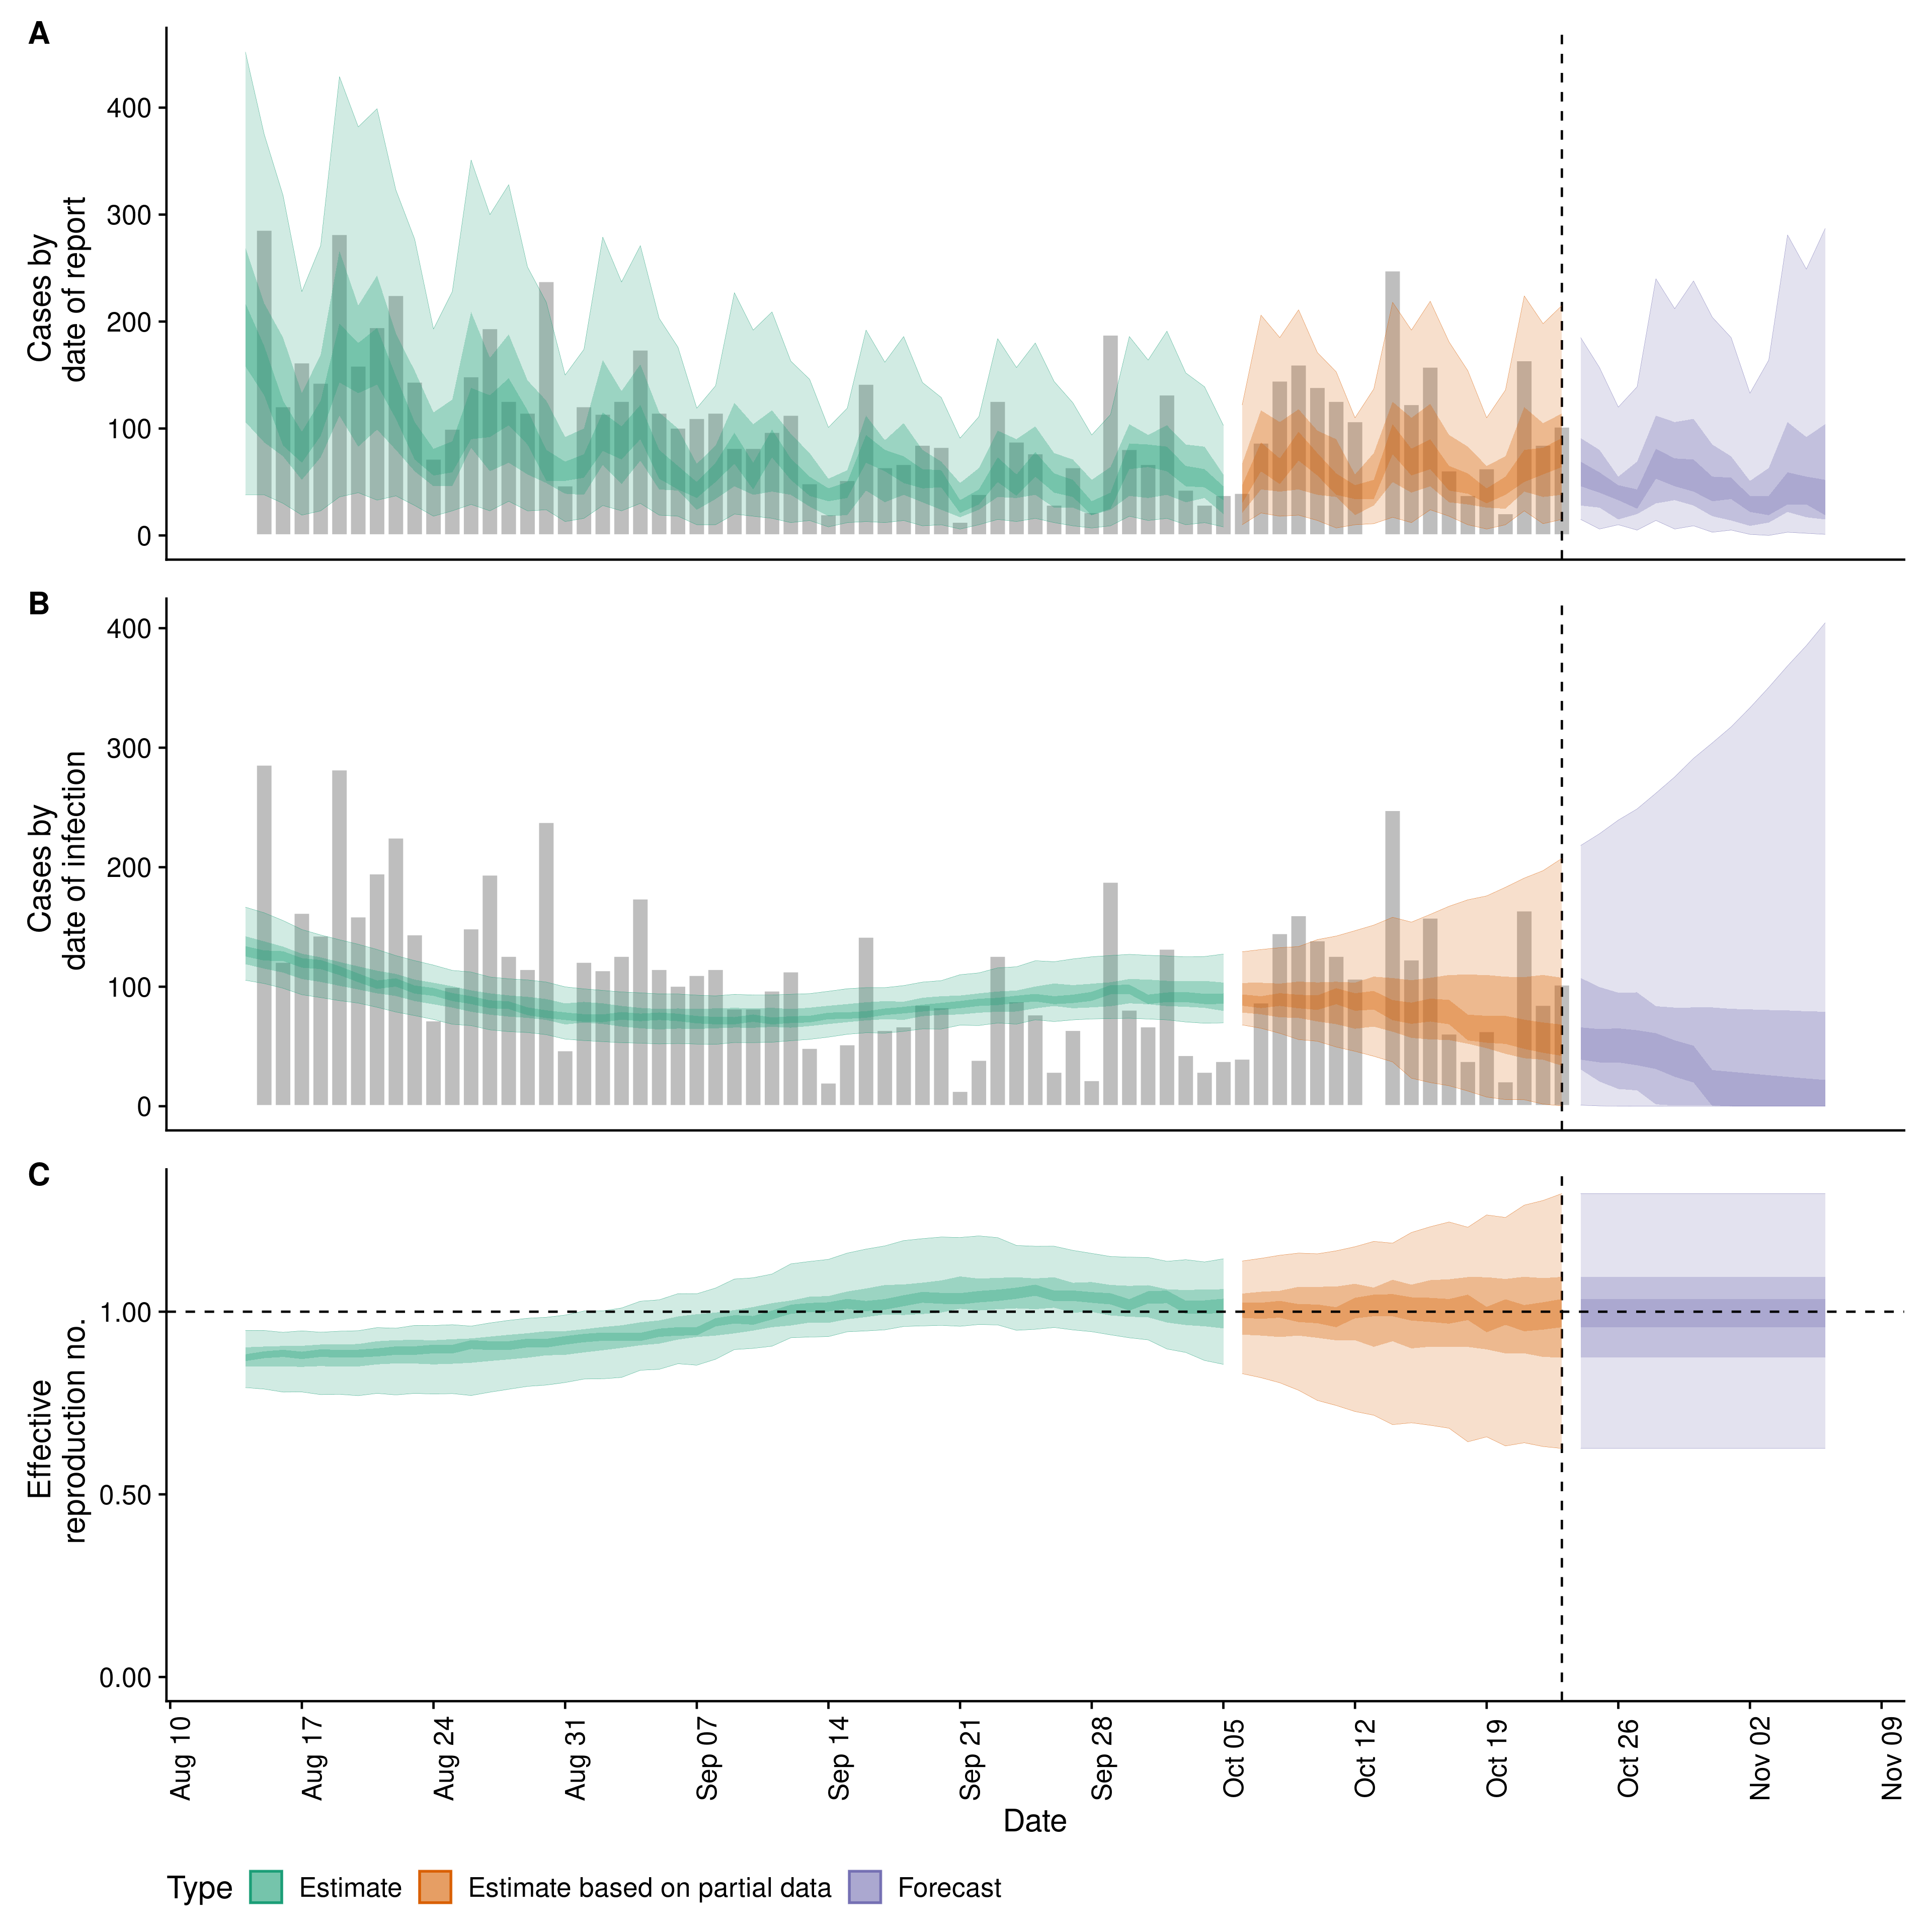 A
Cases by
date of report
400
300
200
100
0
B
Cases by
date of infection
400
300
200
100
0
C
Effective
reproduction no.
1.00
0.50
0.00
Aug 10
Aug 17
Aug 24
Aug 31
Sep 07
Sep 14
Sep 21
Sep 28
Oct 05
Oct 12
Oct 19
Oct 26
Nov 02
Nov 09
Date
Type Estimate Estimate based on partial data Forecast